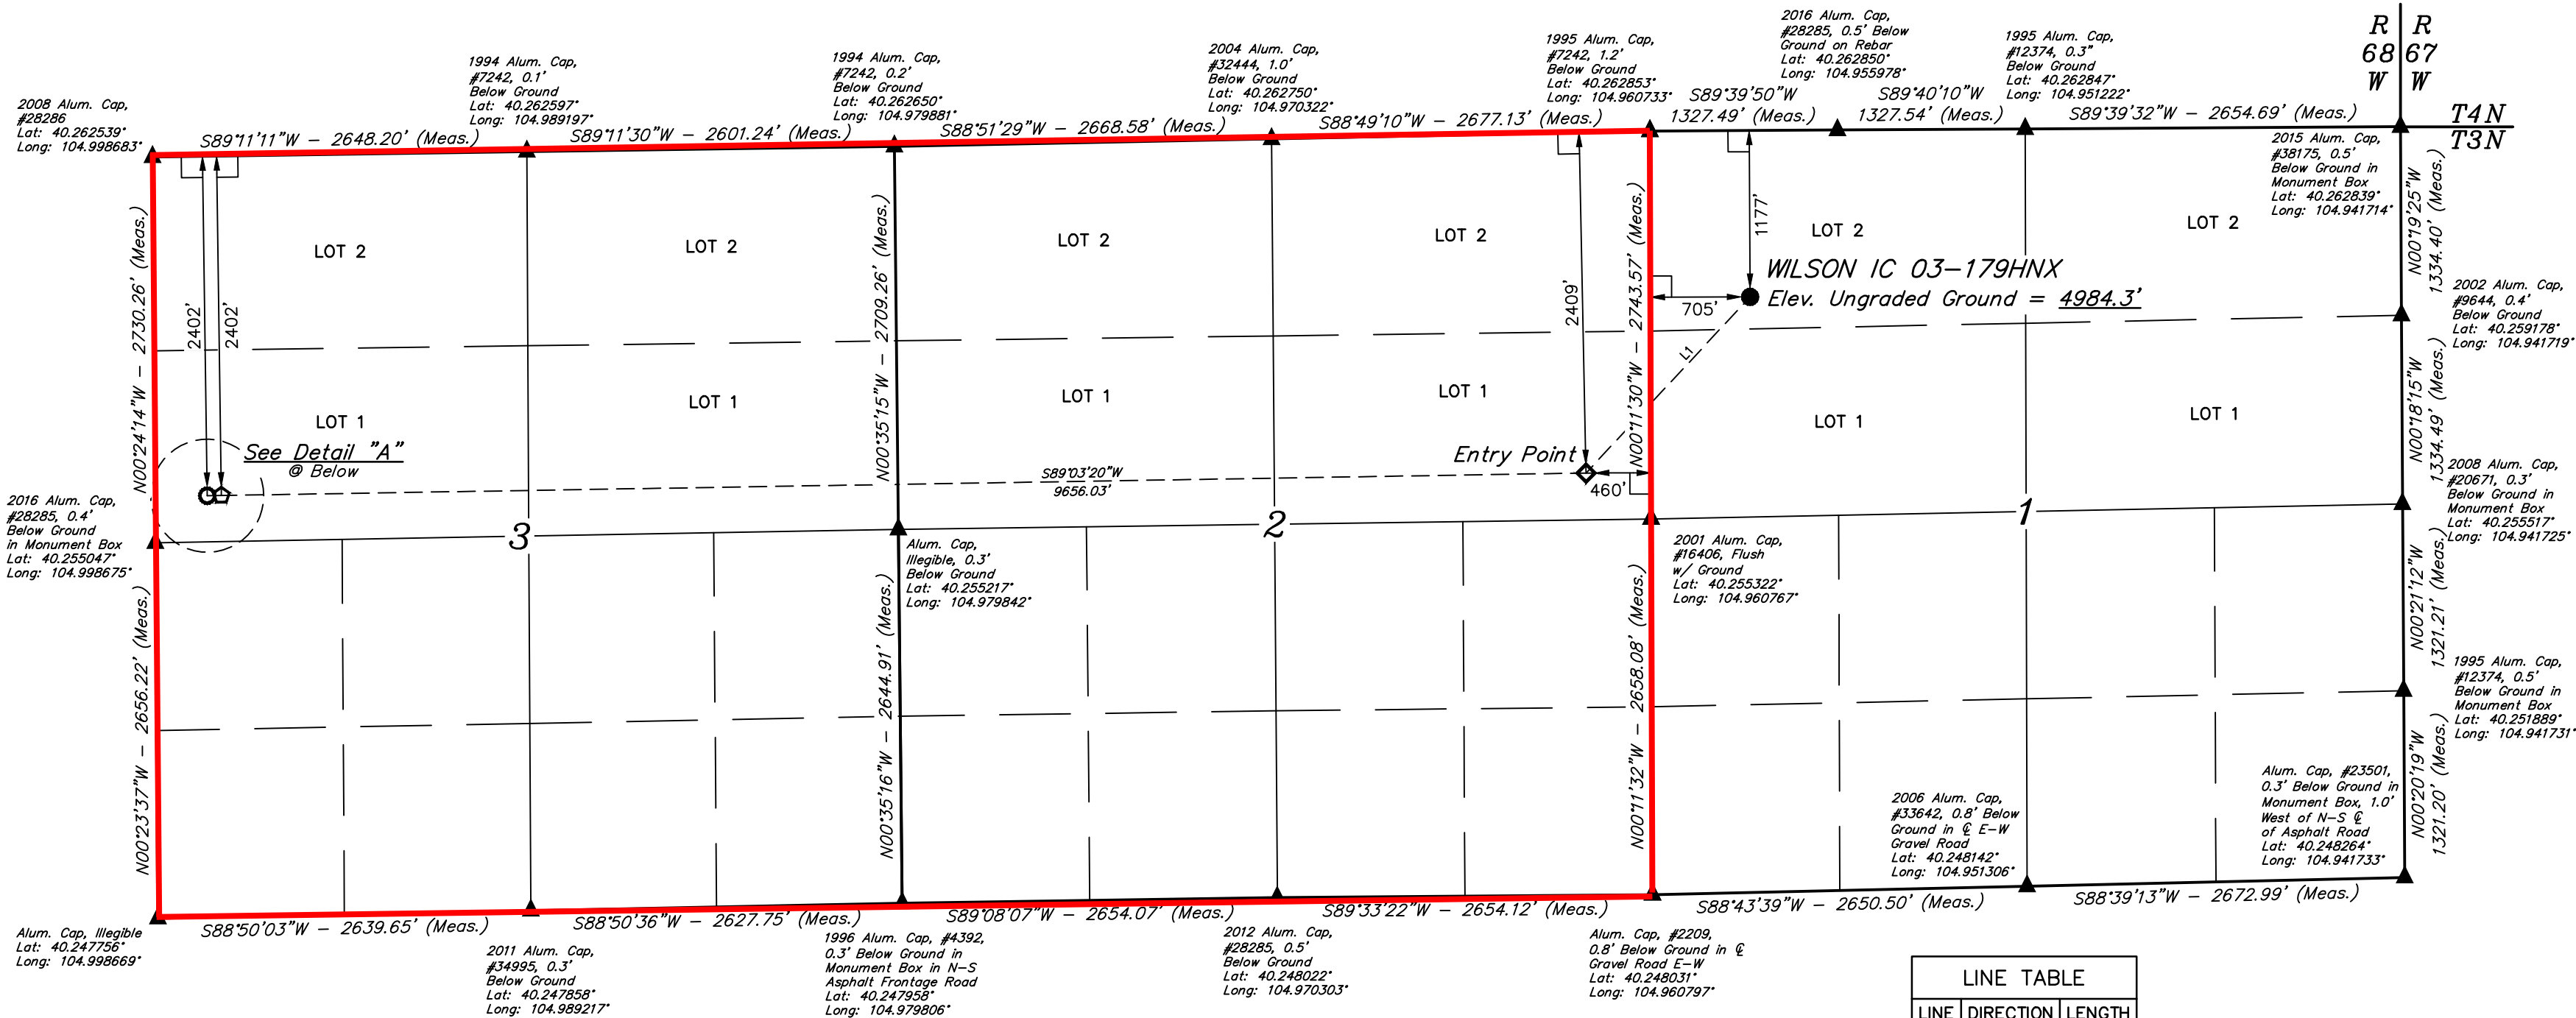 2008 Alum. Cap,
#28286
Lat: 40.262539°
Long: 104.998683°
1994 Alum. Cap,
#7242, 0.1'
Below Ground
Lat: 40.262597°
Long: 104.989197°
1994 Alum. Cap,
#7242, 0.2'
Below Ground
Lat: 40.262650°
Long: 104.979881°
2004 Alum. Cap,
#32444, 1.0'
Below Ground
Lat: 40.262750°
Long: 104.970322°
1995 Alum. Cap,
#7242, 1.2'
Below Ground
Lat: 40.262853°
Long: 104.960733°
2016 Alum. Cap,
#28285, 0.5' Below
Ground on Rebar
Lat: 40.262850°
Long: 104.955978°
1995 Alum. Cap,
#12374, 0.3"
Below Ground
Lat: 40.262847°
Long: 104.951222°
R R
68 67
W W
T4N
T3N
S89°11'11"W - 2648.20' (Meas.)
S89°11'30"W - 2601.24' (Meas.)
S88°51'29"W - 2668.58' (Meas.)
S88°49'10"W - 2677.13' (Meas.)
S89°39'50"W
1327.49' (Meas.)
S89°40'10"W
1327.54' (Meas.)
S89°39'32"W - 2654.69' (Meas.)
2015 Alum. Cap,
#38175, 0.5'
Below Ground in
Monument Box
Lat: 40.262839°
Long: 104.941714°
N00°24'14"W - 2730.26' (Meas.)
2402'
2402'
LOT 2
LOT 2
N00°35'15"W - 2709.26' (Meas.)
LOT 2
LOT 2
2409'
N00°11'30"W - 2743.57' (Meas.)
1177'
705'
LOT 2
LOT 2
WILSON IC 03-179HNX
Elev. Ungraded Ground = 4984.3'
L1
N00°19'25"W
1334.40' (Meas.)
2002 Alum. Cap,
#9644, 0.4'
Below Ground
Lat: 40.259178°
Long: 104.941719°
LOT 1
LOT 1
LOT 1
LOT 1
LOT 1
LOT 1
N00°18'15"W
1334.49' (Meas.)
See Detail "A"
@ Below
Entry Point
S89°03'20"W
9656.03'
460'
2016 Alum. Cap,
#28285, 0.4'
Below Ground
in Monument Box
Lat: 40.255047°
Long: 104.998675°
3
2
1
Alum. Cap,
Illegible, 0.3'
Below Ground
Lat: 40.255217°
Long: 104.979842°
2001 Alum. Cap,
#16406, Flush
w/ Ground
Lat: 40.255322°
Long: 104.960767°
2008 Alum. Cap,
#20671, 0.3'
Below Ground in
Monument Box
Lat: 40.255517°
Long: 104.941725°
N00°23'37"W - 2656.22' (Meas.)
N00°35'16"W - 2644.91' (Meas.)
N00°11'32"W - 2658.08' (Meas.)
N00°21'12"W
1321.21' (Meas.)
1995 Alum. Cap,
#12374, 0.5'
Below Ground in
Monument Box
Lat: 40.251889°
Long: 104.941731°
N00°20'19"W
1321.20' (Meas.)
2006 Alum. Cap,
#33642, 0.8' Below
Ground in ℄ E-W
Gravel Road
Lat: 40.248142°
Long: 104.951306°
Alum. Cap, #23501,
0.3' Below Ground in
Monument Box, 1.0'
West of N-S ℄
of Asphalt Road
Lat: 40.248264°
Long: 104.941733°
S88°50'03"W - 2639.65' (Meas.)
S88°50'36"W - 2627.75' (Meas.)
S89°08'07"W - 2654.07' (Meas.)
S89°33'22"W - 2654.12' (Meas.)
S88°43'39"W - 2650.50' (Meas.)
S88°39'13"W - 2672.99' (Meas.)
Alum. Cap, Illegible
Lat: 40.247756°
Long: 104.998669°
2011 Alum. Cap,
#34995, 0.3'
Below Ground
Lat: 40.247858°
Long: 104.989217°
1996 Alum. Cap, #4392,
0.3' Below Ground in
Monument Box in N-S
Asphalt Frontage Road
Lat: 40.247958°
Long: 104.979806°
2012 Alum. Cap,
#28285, 0.5'
Below Ground
Lat: 40.248022°
Long: 104.970303°
Alum. Cap, #2209,
0.8' Below Ground in ℄
Gravel Road E-W
Lat: 40.248031°
Long: 104.960797°
LINE TABLE
LINE DIRECTION LENGTH